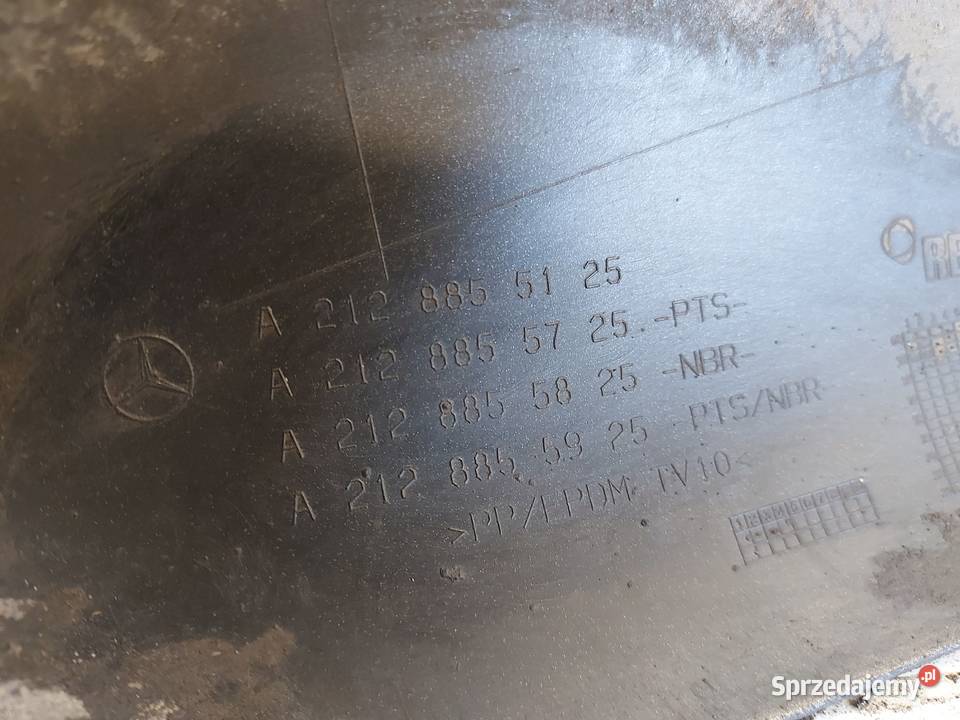 A 212 885 51 25
A 212 885 57 25.-PTS-
A 212 885 58 25 -NBR-
A 212 885 59 25 -PTS/NBR-
>PP/EPDM TV10<
Sprzedajemy.pl